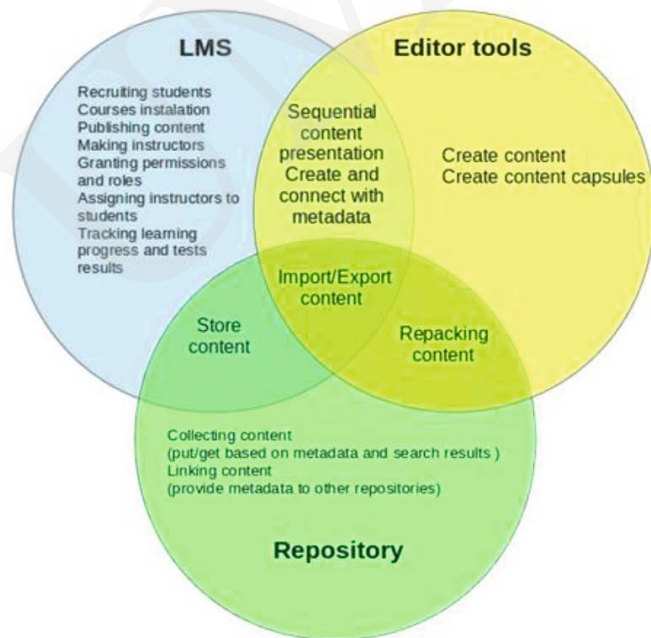 LMS
Editor tools
Recruiting students
Courses instalation
Publishing content
Making instructors
Granting permissions
and roles
Assigning instructors to
students
Tracking learning
progress and tests
results
Sequential
content
presentation
Create and
connect with
metadata
Create content
Create content capsules
Import/Export
content
Store
content
Repacking
content
Collecting content
(put/get based on metadata and search results )
Linking content
(provide metadata to other repositories)
Repository